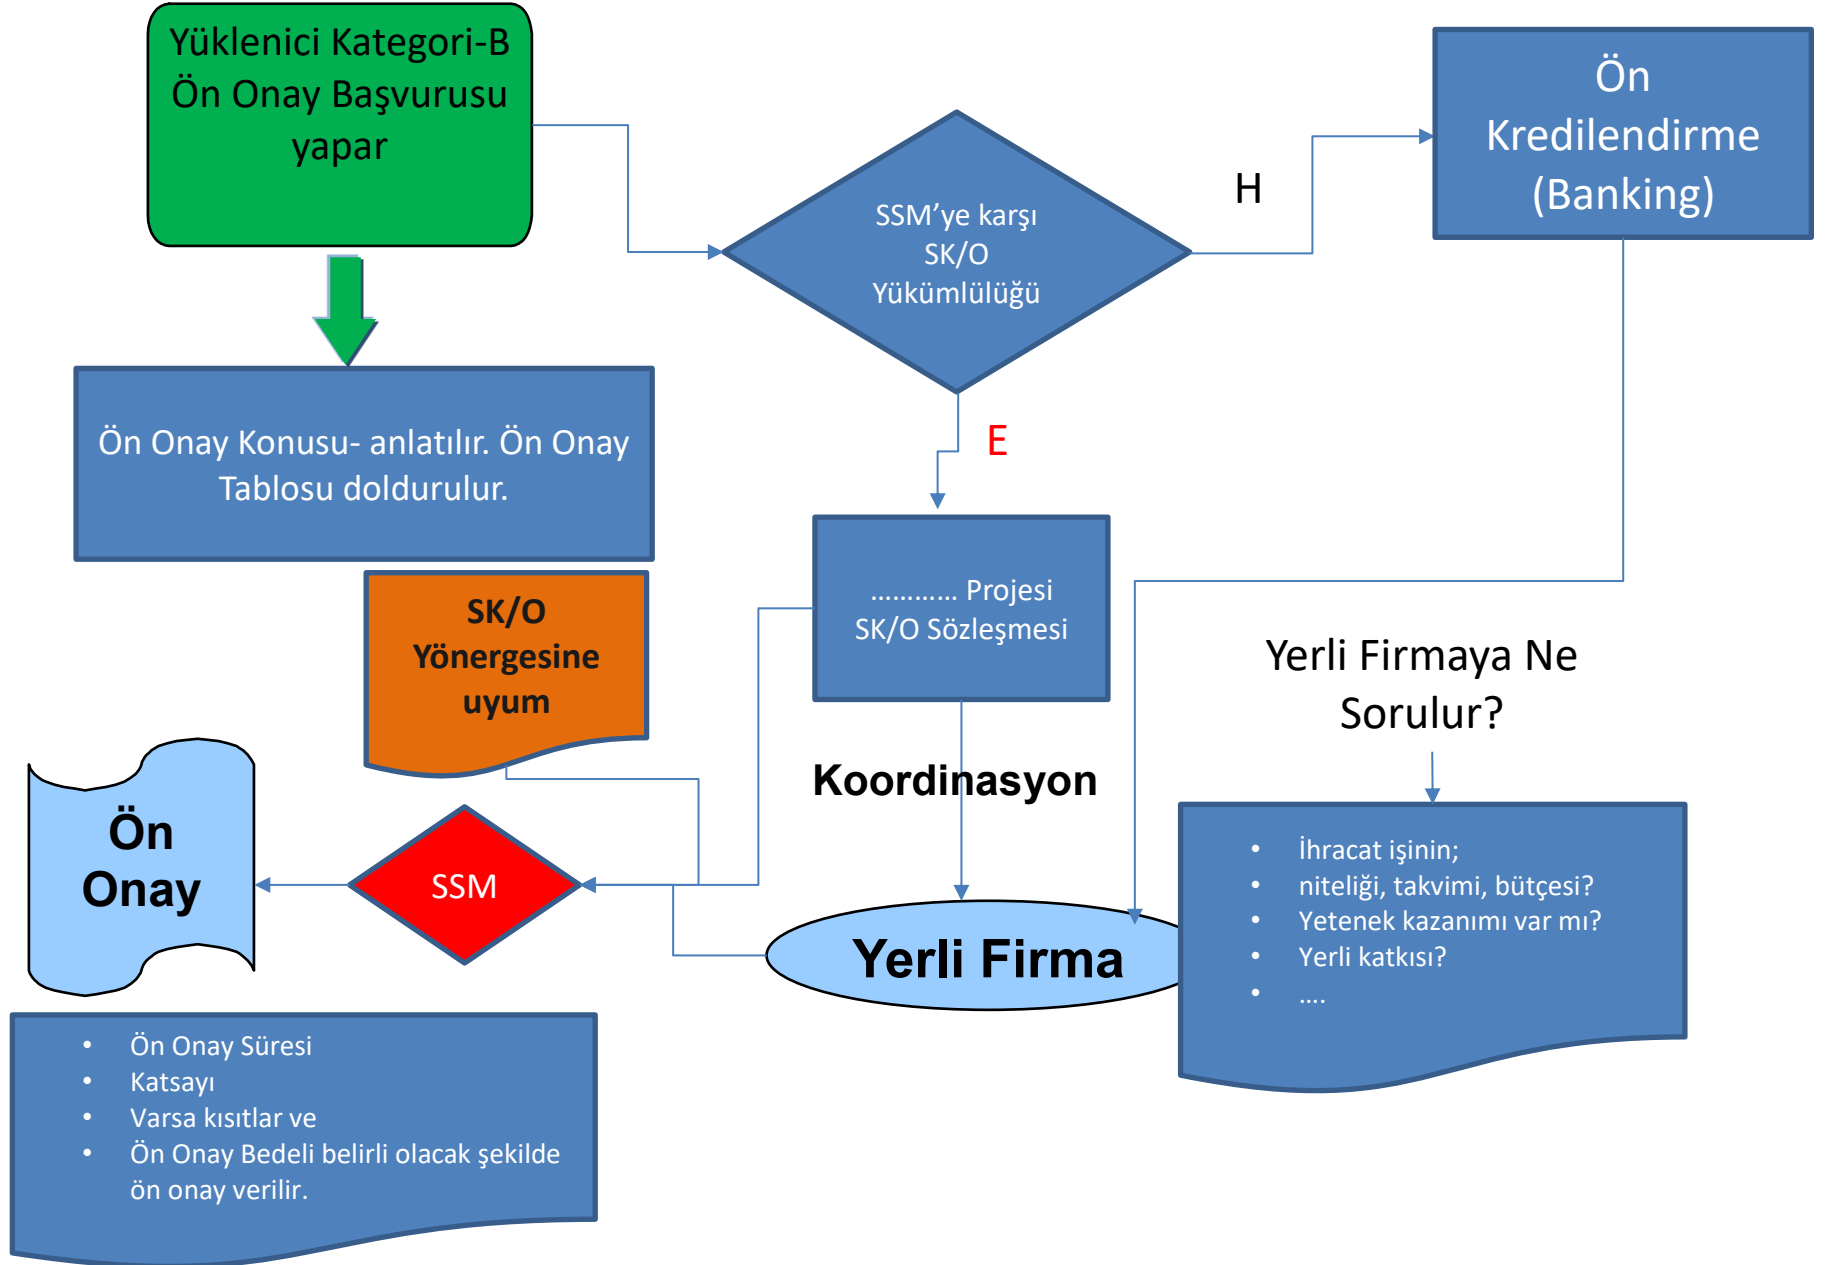 Yüklenici Kategori-B
Ön Onay Başvurusu
yapar
Ön
Kredilendirme
(Banking)
H
SSM’ye karşı
SK/O
Yükümlülüğü
E
Ön Onay Konusu- anlatılır. Ön Onay
Tablosu doldurulur.
………… Projesi
SK/O Sözleşmesi
SK/O
Yönergesine
uyum
Yerli Firmaya Ne
Sorulur?
Koordinasyon
Ön
Onay
SSM
Yerli Firma
• İhracat işinin;
• niteliği, takvimi, bütçesi?
• Yetenek kazanımı var mı?
• Yerli katkısı?
• ….
• Ön Onay Süresi
• Katsayı
• Varsa kısıtlar ve
• Ön Onay Bedeli belirli olacak şekilde
ön onay verilir.